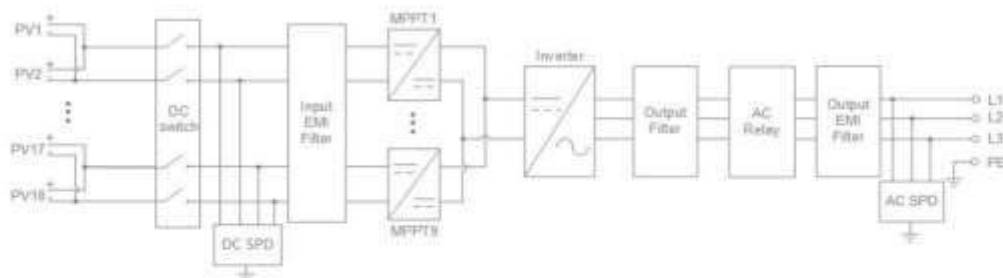 PV1
PV2
PV17
PV18
DC
switch
DC SPD
Input
EMI
Filter
MPPT1
MPPT9
Inverter
Output
Filter
AC
Relay
Output
EMI
Filter
L1
L2
L3
PE
AC SPD